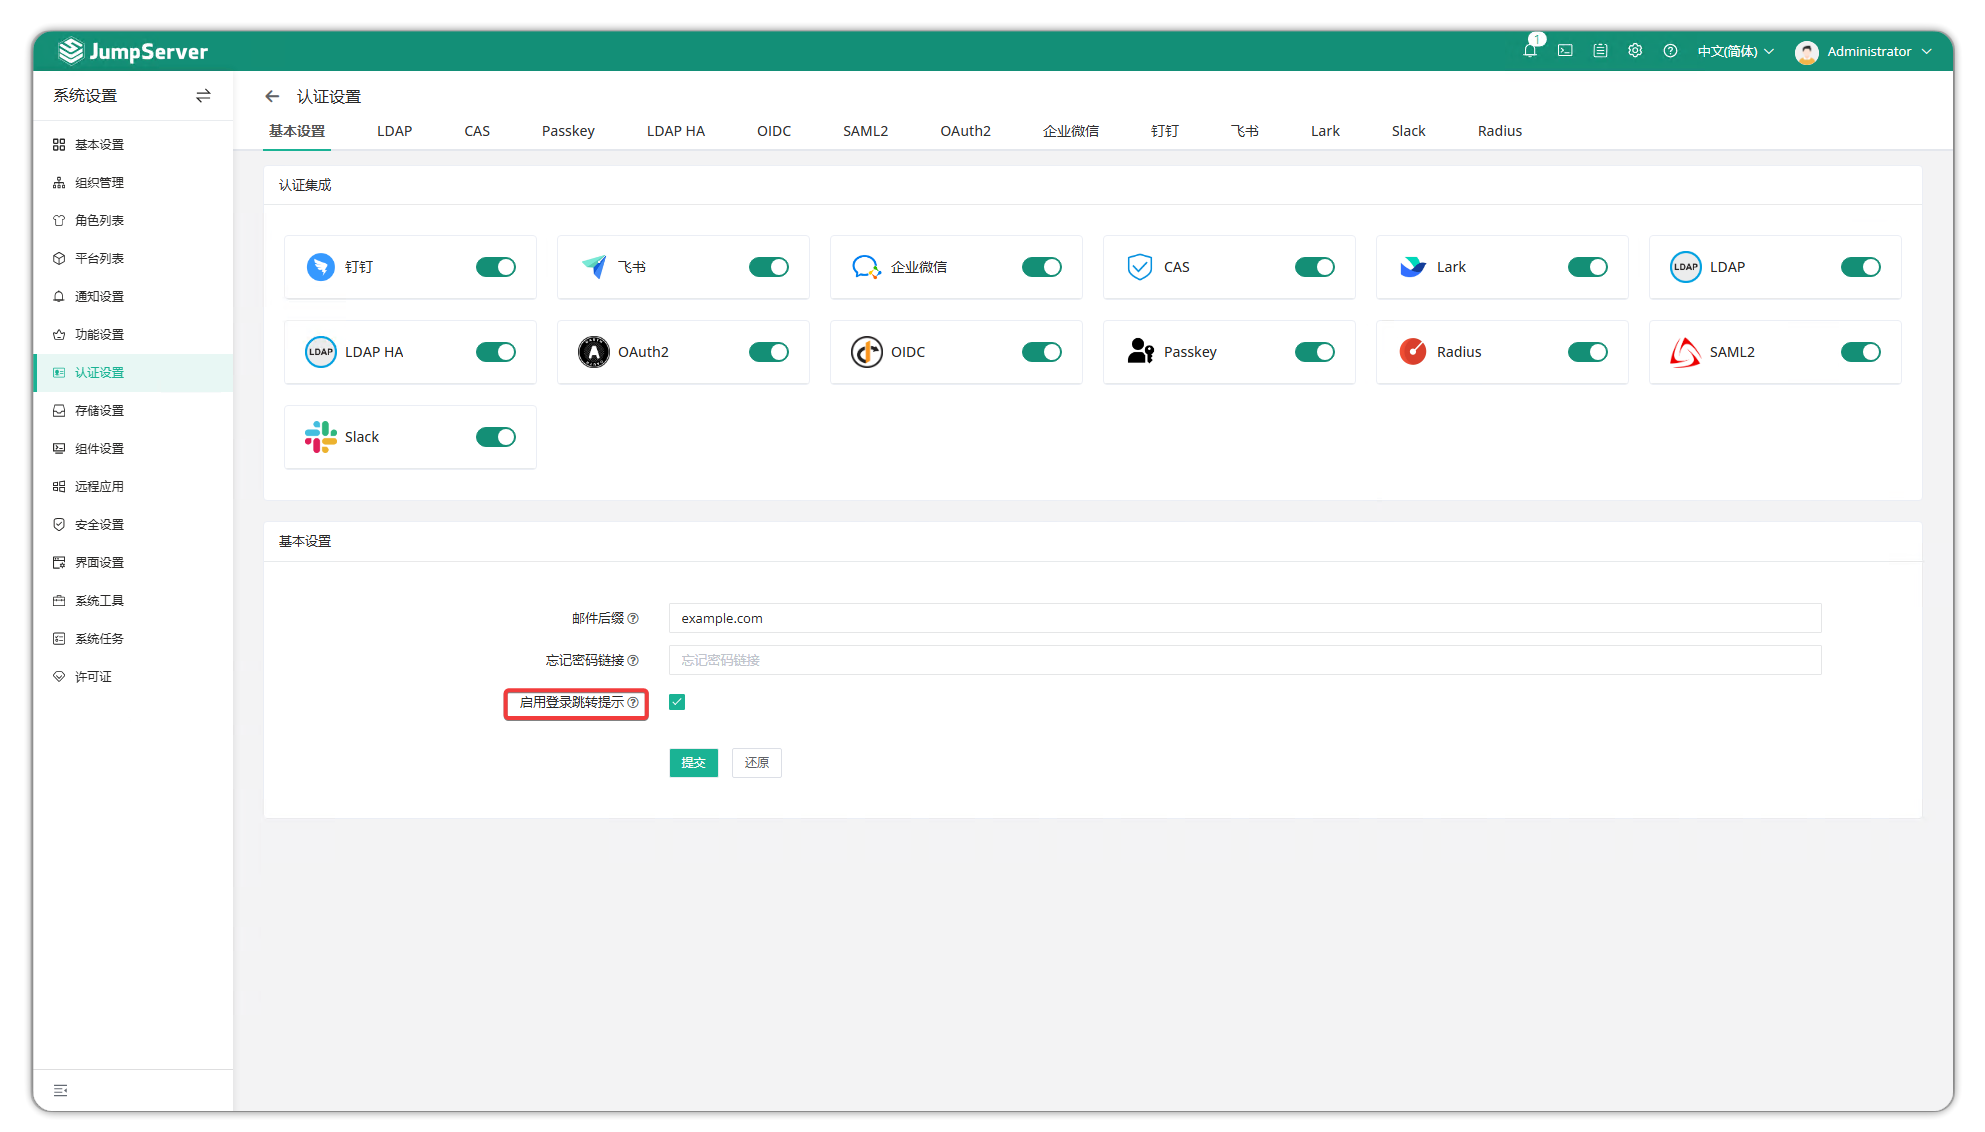 JumpServer
1
中文(简体)
Administrator
系统设置
基本设置
组织管理
角色列表
平台列表
通知设置
功能设置
认证设置
存储设置
组件设置
远程应用
安全设置
界面设置
系统工具
系统任务
许可证
认证设置
基本设置 LDAP CAS Passkey LDAP HA OIDC SAML2 OAuth2 企业微信 钉钉 飞书 Lark Slack Radius
认证集成
钉钉 飞书 企业微信 CAS Lark LDAP LDAP
LDAP LDAP HA OAuth2 OIDC Passkey Radius SAML2
Slack
基本设置
邮件后缀 example.com
忘记密码链接 忘记密码链接
启用登录跳转提示
提交 还原